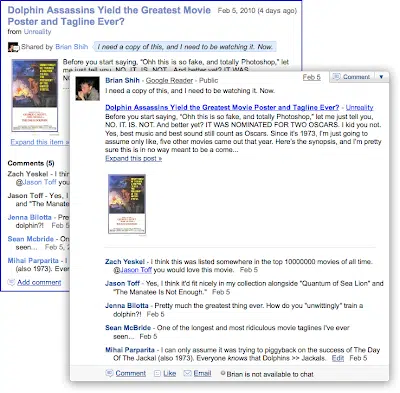 Dolphin Assassins Yield the Greatest Movie Poster and Tagline Ever?
Feb 5, 2010 (4 days ago)
from Unreality
Shared by Brian Shih
I need a copy of this, and I need to be watching it. Now.
Before you start saying, “Ohh this is so fake, and totally Photoshop,” let
me just tell you, NO. IT. IS. NOT. And better yet? IT WAS
NOMINATED FOR TWO OSCARS.
Expand this item »
Comments (5)
Zach Yeskel - I think
@Jason Toff you
Jason Toff - Yes, I
and "The Manatee
Jenna Bilotta - Pretty
dolphin?! Feb 5
Sean McBride - One
seen... Feb 5,
Mihai Parparita - I
(also 1973). Everyone
Add comment
Brian Shih - Google Reader - Public
Feb 5
Comment
I need a copy of this, and I need to be watching it. Now.
Dolphin Assassins Yield the Greatest Movie Poster and Tagline Ever? - Unreality
Before you start saying, “Ohh this is so fake, and totally Photoshop,” let me just tell you,
NO. IT. IS. NOT. And better yet? IT WAS NOMINATED FOR TWO OSCARS. I kid you not.
Yes, best music and best sound still count as Oscars. Since it's 1973, I'm just going to
assume only like, five other movies came out that year. Here's the synopsis, and I'm pretty
sure this is in no way meant to be a come...
Expand this post »
Zach Yeskel - I think this was listed somewhere in the top 10000000 movies of all time.
@Jason Toff you would love this movie. Feb 5
Jason Toff - Yes, I think it'd fit nicely in my collection alongside "Quantum of Sea Lion" and
"The Manatee Is Not Enough." Feb 5
Jenna Bilotta - Pretty much the greatest thing ever. How do you "unwittingly" train a
dolphin?! Feb 5
Sean McBride - One of the longest and most ridiculous movie taglines I've ever
seen... Feb 5
Mihai Parparita - I can only assume it was trying to piggyback on the success of The Day
Of The Jackal (also 1973). Everyone knows that Dolphins >> Jackals. Edit Feb 5
Comment Like Email Brian is not available to chat